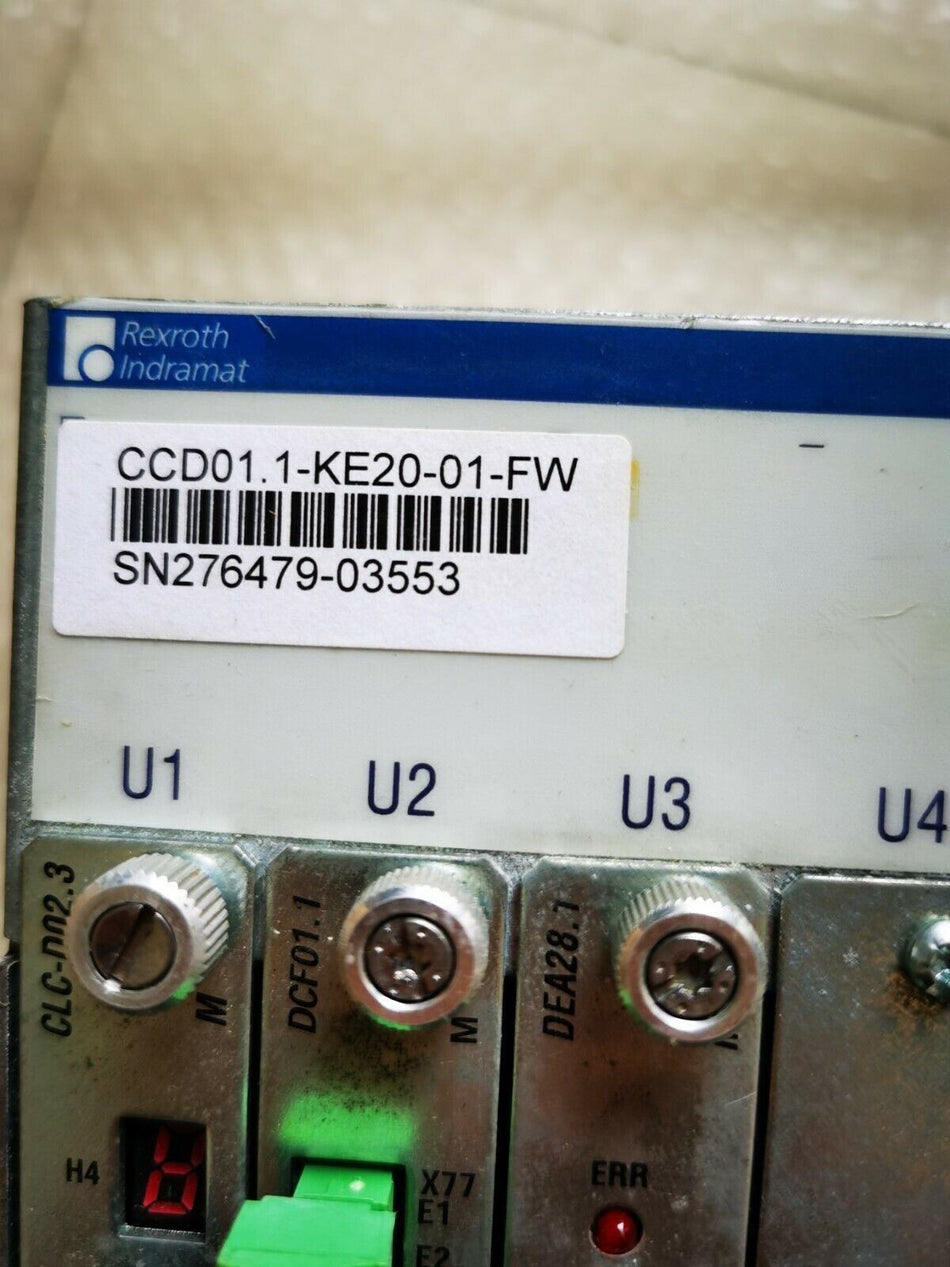 Rexroth
Indramat
CCD01.1-KE20-01-FW
SN276479-03553
U1
U2
U3
U4
CLC-D02.3
M
DCF01.1
M
DEA28.1
H4
X77
E1
E2
ERR